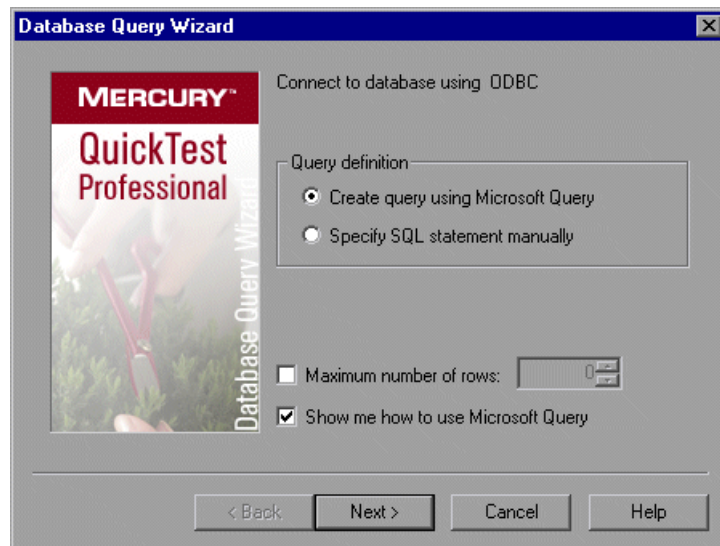 Database Query Wizard
MERCURY™
QuickTest
Professional
Database Query Wizard
Connect to database using ODBC
Query definition
Create query using Microsoft Query
Specify SQL statement manually
Maximum number of rows: 0
Show me how to use Microsoft Query
< Back Next > Cancel Help